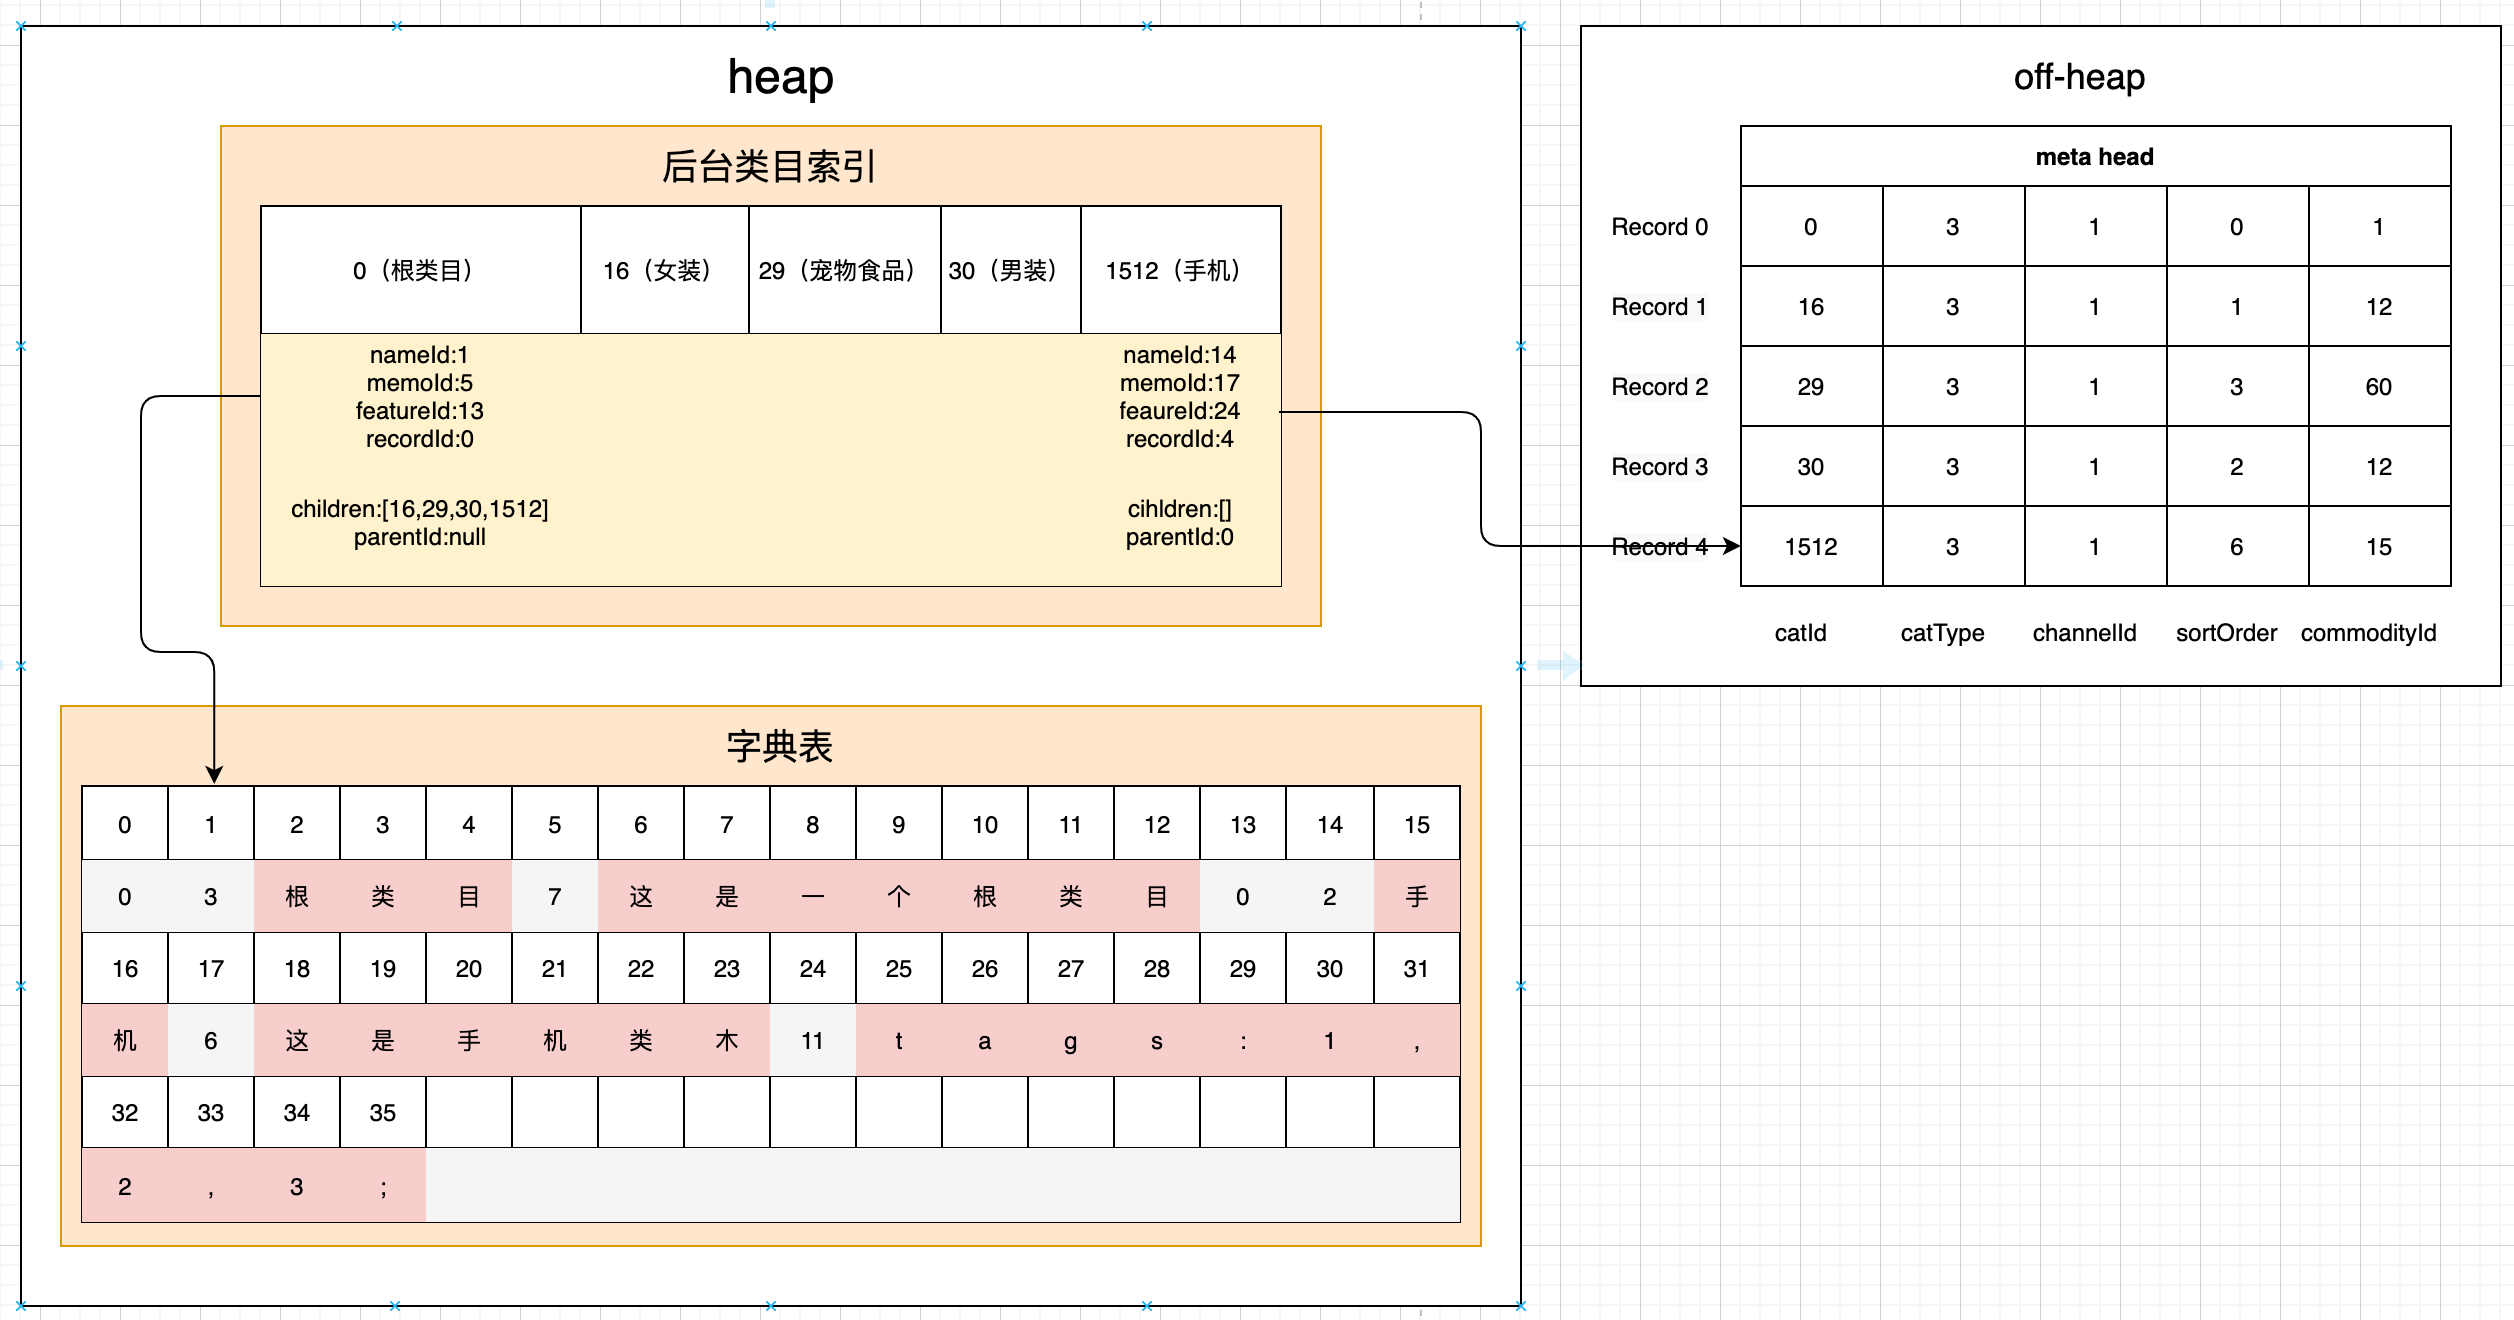 heap
后台类目索引
0（根类目） 16（女装） 29（宠物食品） 30（男装） 1512（手机）
nameId:1
memoId:5
featureId:13
recordId:0
children:[16,29,30,1512]
parentId:null
nameId:14
memoId:17
feaureId:24
recordId:4
cihldren:[]
parentId:0
字典表
0 1 2 3 4 5 6 7 8 9 10 11 12 13 14 15
0 3 根 类 目 7 这 是 一 个 根 类 目 0 2 手
16 17 18 19 20 21 22 23 24 25 26 27 28 29 30 31
机 6 这 是 手 机 类 木 11 t a g s : 1 ,
32 33 34 35
2 , 3 ;
off-heap
meta head
Record 0 0 3 1 0 1
Record 1 16 3 1 1 12
Record 2 29 3 1 3 60
Record 3 30 3 1 2 12
Record 4 1512 3 1 6 15
catId catType channelId sortOrder commodityId